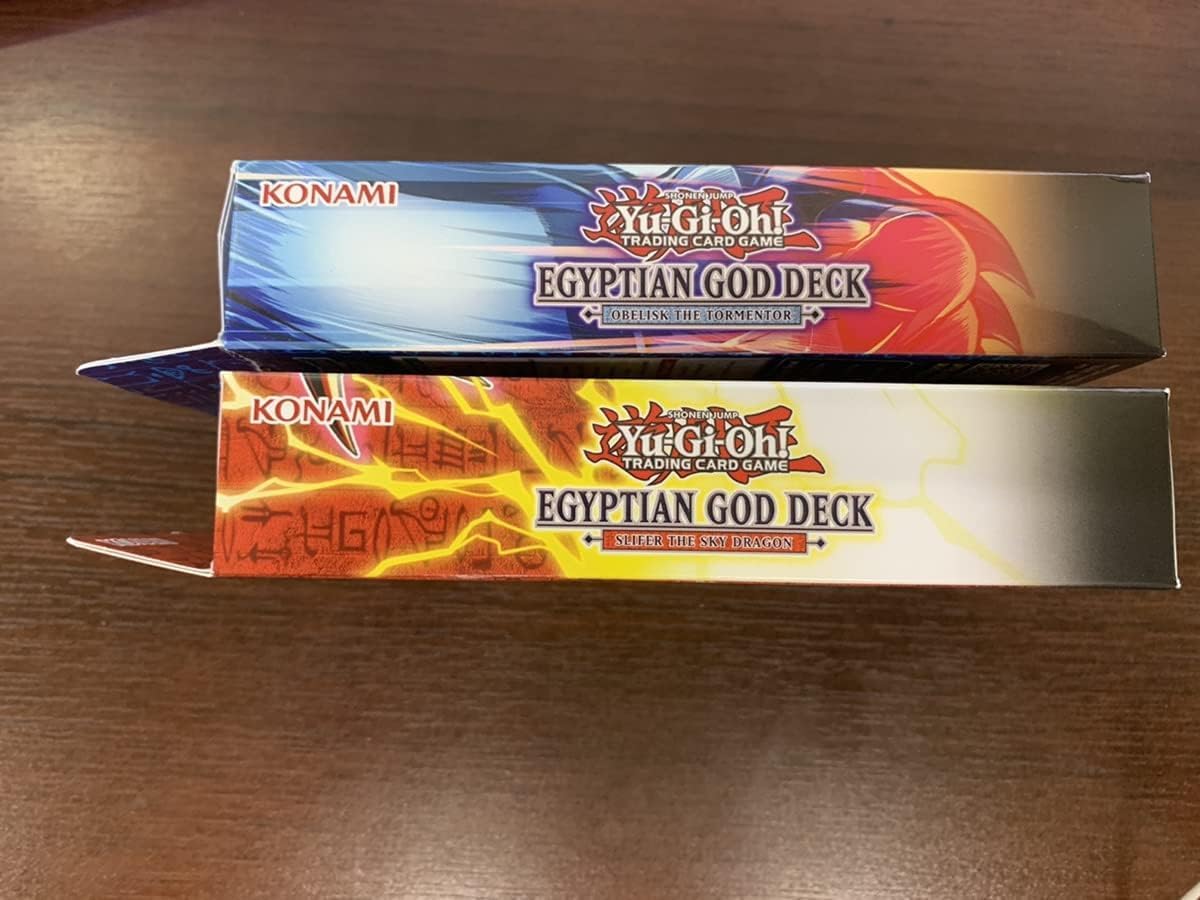 KONAMI
SHONEN JUMP
Yu-Gi-Oh!
TRADING CARD GAME
EGYPTIAN GOD DECK
OBELISK THE TORMENTOR
KONAMI
SHONEN JUMP
Yu-Gi-Oh!
TRADING CARD GAME
EGYPTIAN GOD DECK
SLIFER THE SKY DRAGON